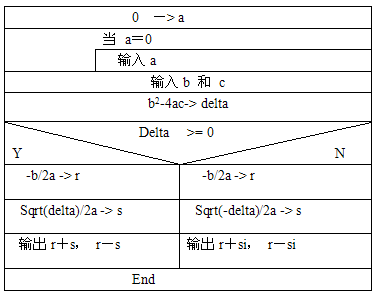 0 －> a
当 a＝0
输入 a
输入 b 和 c
b²-4ac-> delta
Delta >= 0
Y N
-b/2a -> r -b/2a -> r
Sqrt(delta)/2a -> s Sqrt(-delta)/2a -> s
输出 r＋s， r－s 输出 r＋si， r－si
End